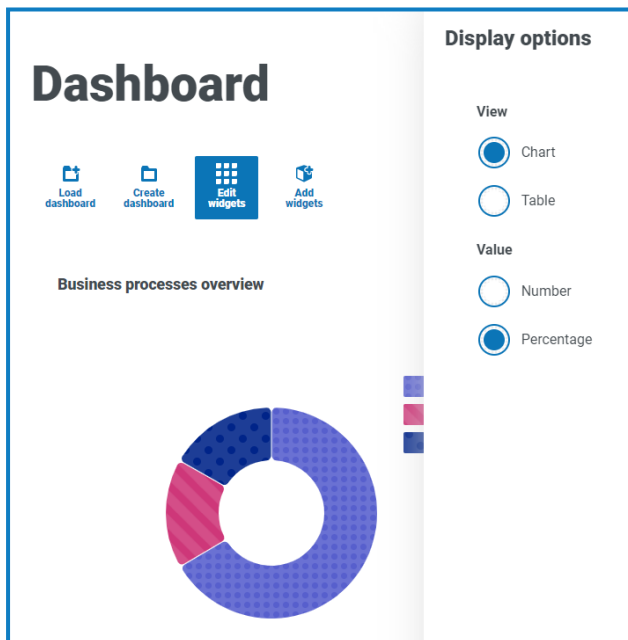 Dashboard
Load
dashboard
Create
dashboard
Edit
widgets
Add
widgets
Business processes overview
Display options
View
Chart
Table
Value
Number
Percentage